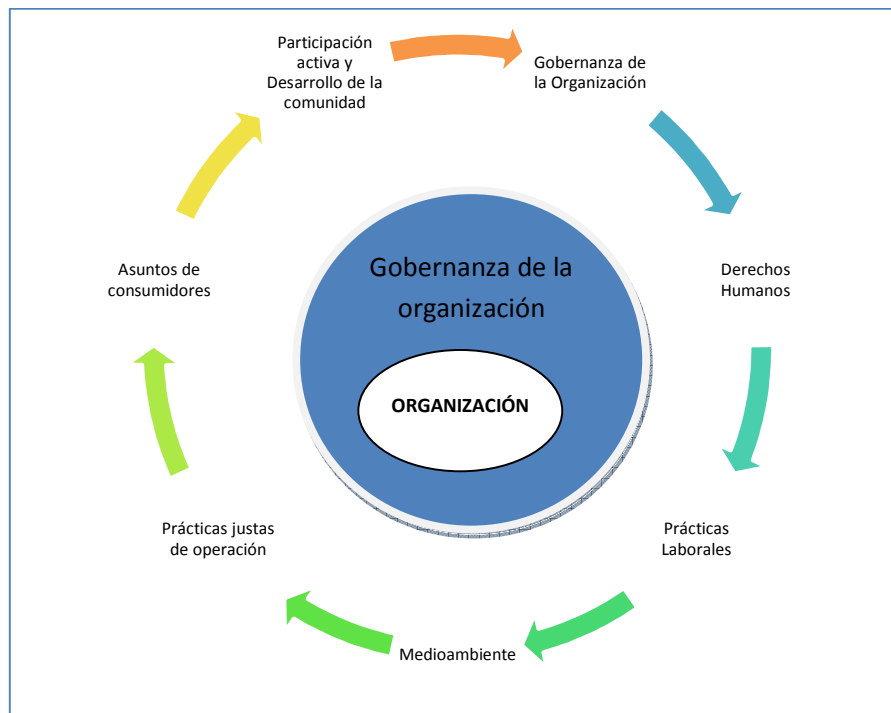 Participación
activa y
Desarrollo de la
comunidad
Gobernanza de
la Organización
Derechos
Humanos
Prácticas
Laborales
Medioambiente
Prácticas justas
de operación
Asuntos de
consumidores
Gobernanza de la
organización
ORGANIZACIÓN